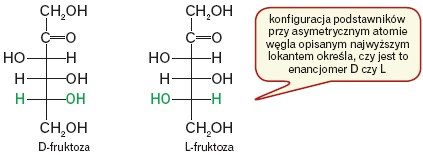 CH₂OH
C=O
HO H
H OH
H OH
CH₂OH
D-fruktoza
CH₂OH
C=O
HO H
H OH
HO H
CH₂OH
L-fruktoza
konfiguracja podstawników
przy asymetrycznym atomie
węgla opisanym najwyższym
lokantem określa, czy jest to
enancjomer D czy L